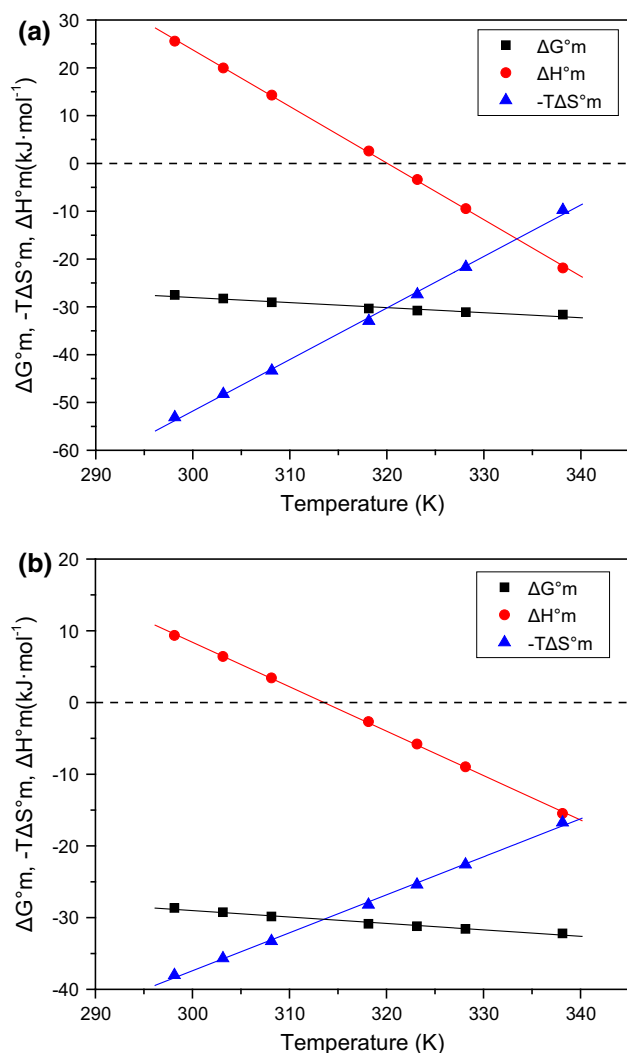 (a)
ΔG°m, -TΔS°m, ΔH°m(kJ·mol⁻¹)
30
20
10
0
-10
-20
-30
-40
-50
-60
ΔG°m
ΔH°m
-TΔS°m
290 300 310 320 330 340
Temperature (K)
(b)
ΔG°m, -TΔS°m, ΔH°m(kJ·mol⁻¹)
20
10
0
-10
-20
-30
-40
ΔG°m
ΔH°m
-TΔS°m
290 300 310 320 330 340
Temperature (K)